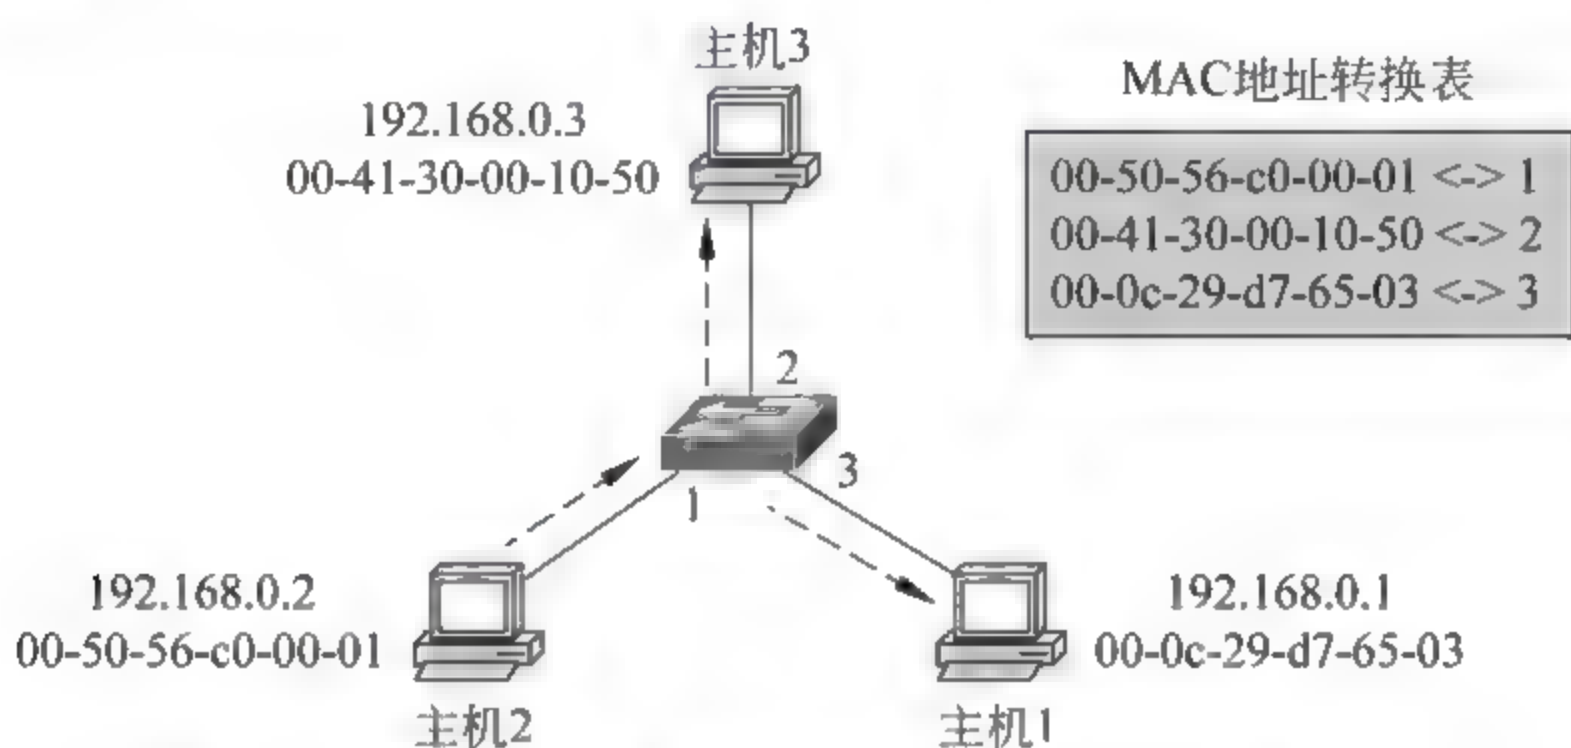 主机3
192.168.0.3
00-41-30-00-10-50
MAC地址转换表
00-50-56-c0-00-01 <-> 1
00-41-30-00-10-50 <-> 2
00-0c-29-d7-65-03 <-> 3
2
3
1
192.168.0.2
00-50-56-c0-00-01
主机2
192.168.0.1
00-0c-29-d7-65-03
主机1